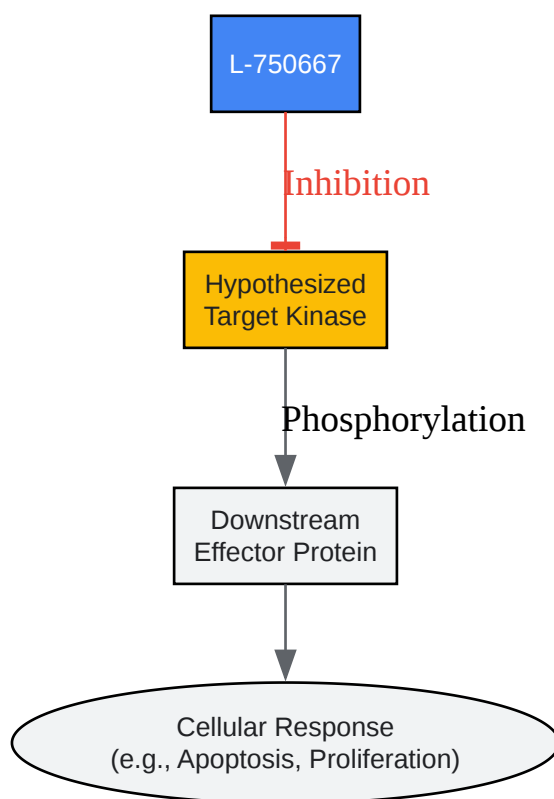 L-750667
Inhibition
Hypothesized
Target Kinase
Phosphorylation
Downstream
Effector Protein
Cellular Response
(e.g., Apoptosis, Proliferation)